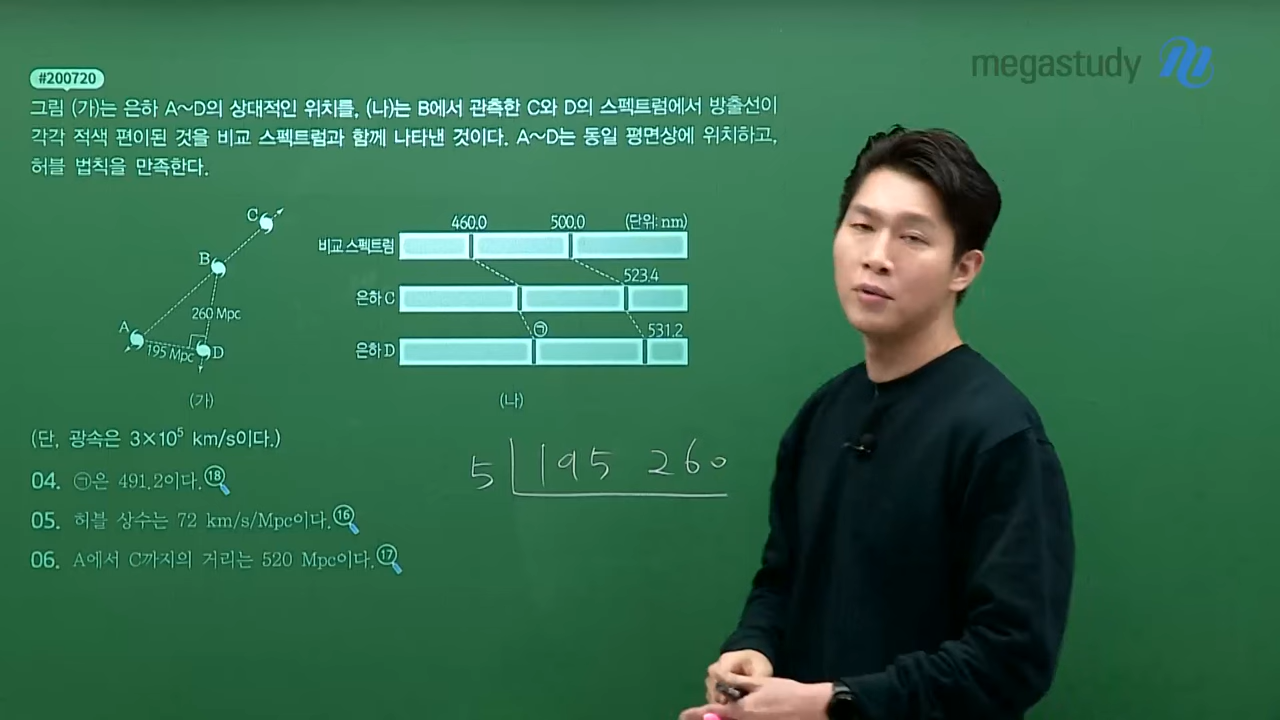 megastudy
#200720
그림 (가)는 은하 A~D의 상대적인 위치를, (나)는 B에서 관측한 C와 D의 스펙트럼에서 방출선이
각각 적색 편이된 것을 비교 스펙트럼과 함께 나타낸 것이다. A~D는 동일 평면상에 위치하고,
허블 법칙을 만족한다.
C
B
260 Mpc
A
195 Mpc
D
(가)
460.0 500.0 (단위: nm)
비교 스펙트럼
523.4
은하 C
㉠ 531.2
은하 D
(나)
(단, 광속은 3×10⁵ km/s이다.)
04. ㉠은 491.2이다. ⑱
05. 허블 상수는 72 km/s/Mpc이다. ⑯
06. A에서 C까지의 거리는 520 Mpc이다. ⑰
5 195 260